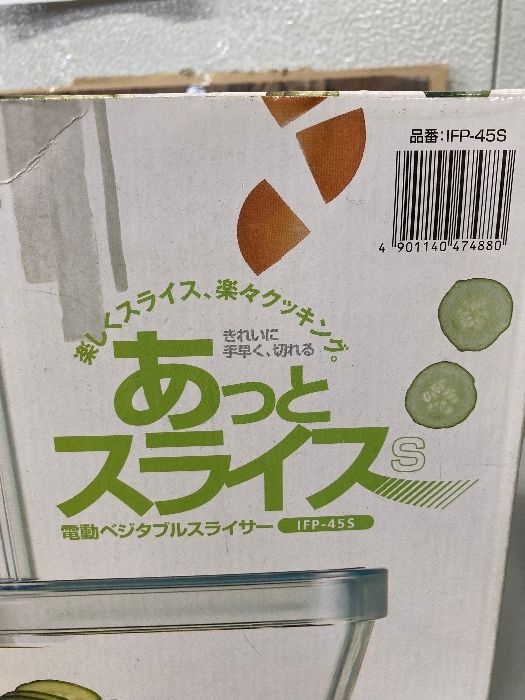 品番:IFP-45S
4 901140 474880
楽しくスライス、楽々クッキング。
きれいに
手早く、切れる
あっと
スライスS
電動ベジタブルスライサー IFP-45S